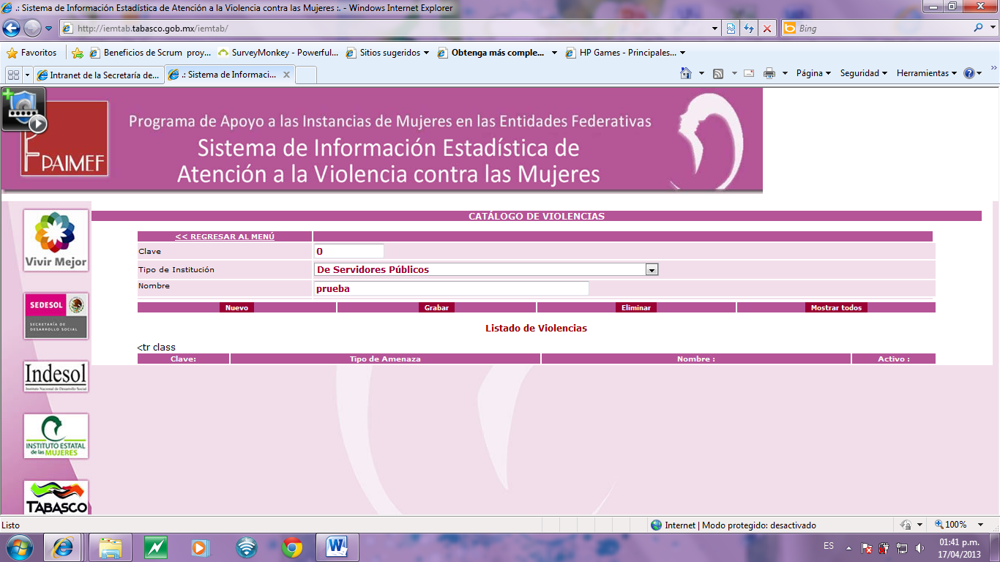 .: Sistema de Información Estadística de Atención a la Violencia contra las Mujeres :. - Windows Internet Explorer
http://iemtab.tabasco.gob.mx/iemtab/
Bing
Favoritos
Beneficios de Scrum proy...
SurveyMonkey - Powerful...
Sitios sugeridos
Obtenga más comple...
HP Games - Principales...
Intranet de la Secretaría de...
.: Sistema de Informaci...
Página
Seguridad
Herramientas
PAIMEF
Programa de Apoyo a las Instancias de Mujeres en las Entidades Federativas
Sistema de Información Estadística de
Atención a la Violencia contra las Mujeres
Vivir Mejor
SEDESOL
SECRETARÍA DE
DESARROLLO SOCIAL
Indesol
Instituto Nacional de Desarrollo Social
INSTITUTO ESTATAL
de las MUJERES
TABASCO
CATÁLOGO DE VIOLENCIAS
<< REGRESAR AL MENÚ
Clave
0
Tipo de Institución
De Servidores Públicos
Nombre
prueba
Nuevo
Grabar
Eliminar
Mostrar todos
Listado de Violencias
<tr class
Clave:
Tipo de Amenaza
Nombre :
Activo :
Listo
Internet | Modo protegido: desactivado
100%
ES
01:41 p.m.
17/04/2013